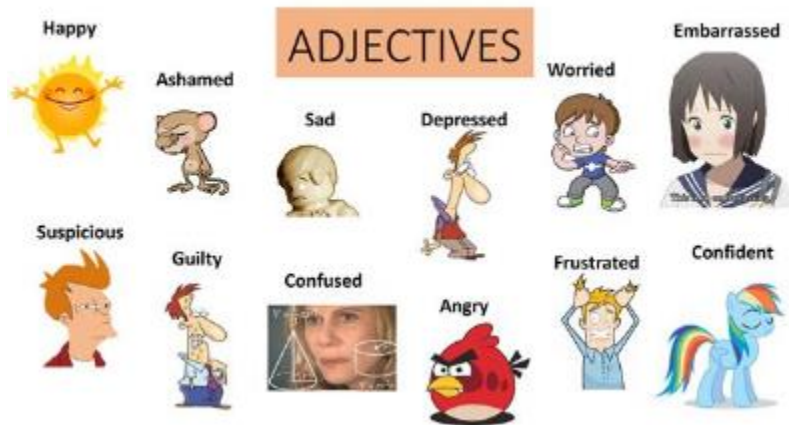 ADJECTIVES
Happy
Ashamed
Sad
Depressed
Worried
Embarrassed
Suspicious
Guilty
Confused
Angry
Frustrated
Confident